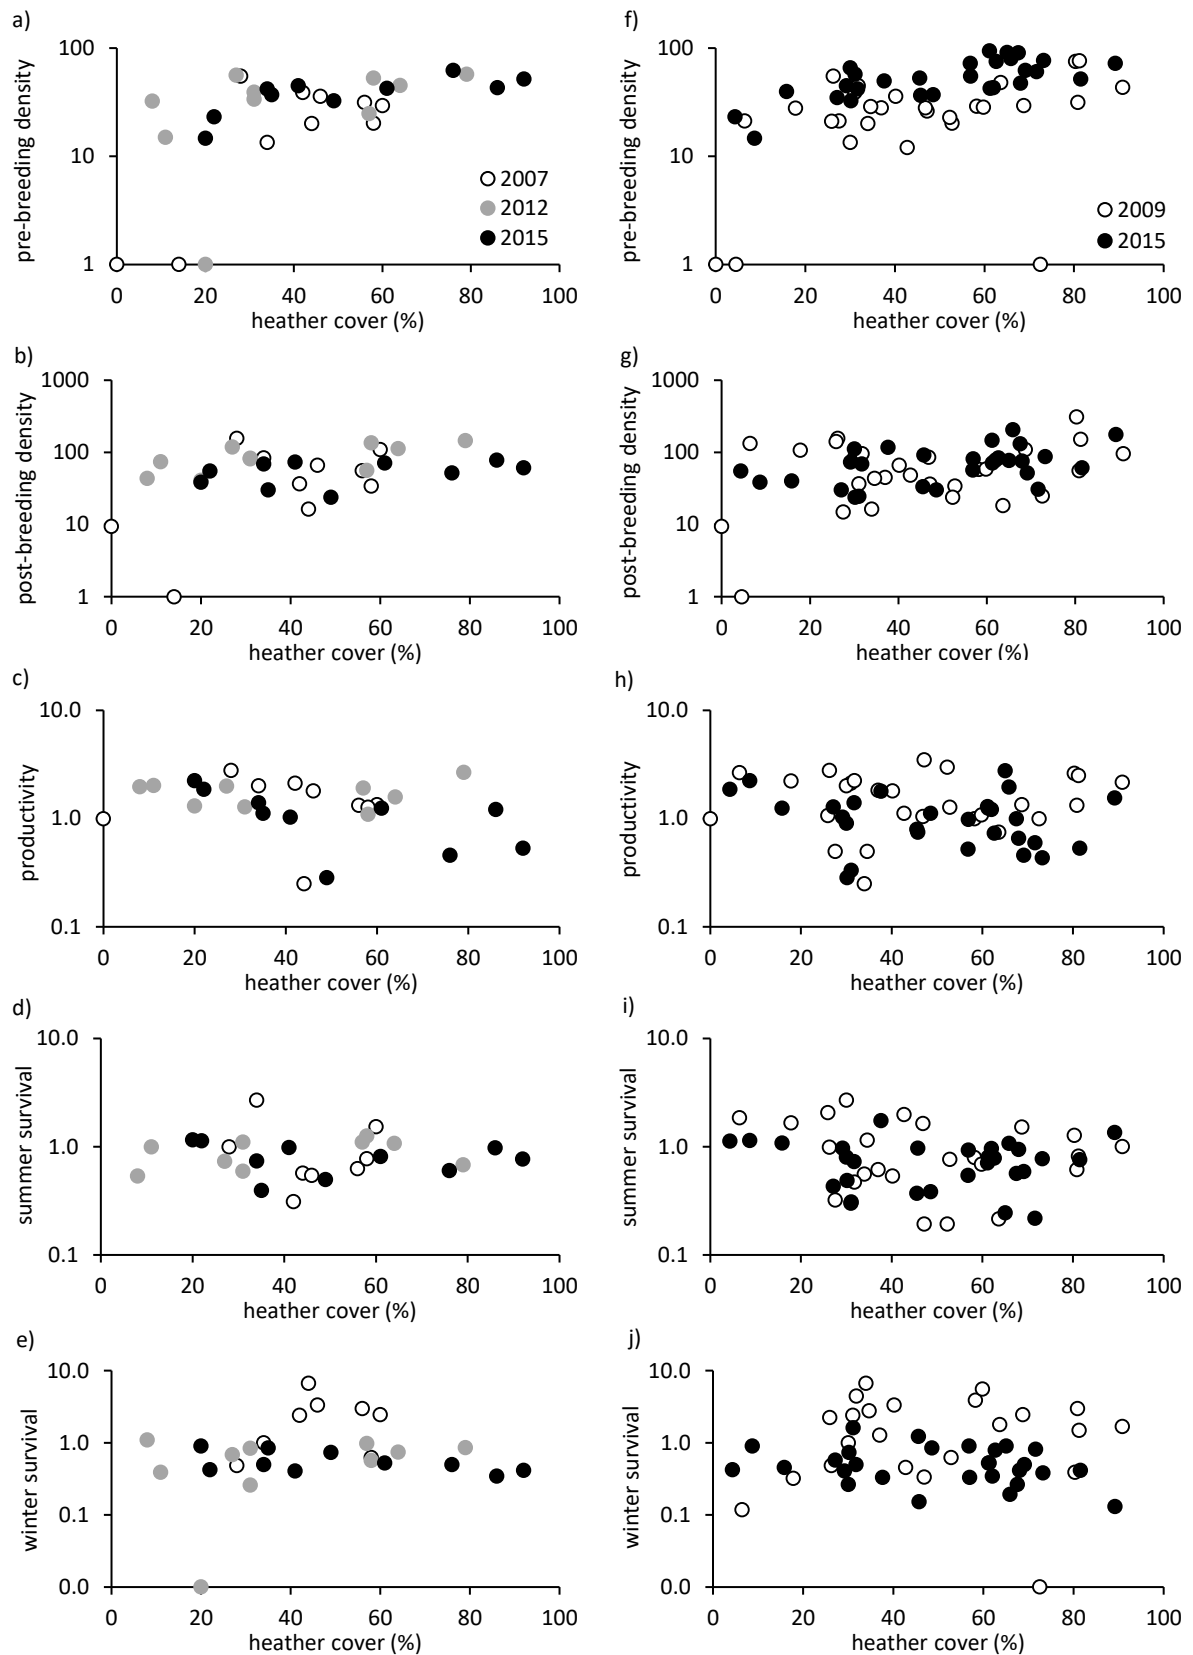 a)
pre-breeding density
100
10
1
0 20 40 60 80 100
heather cover (%)
2007
2012
2015
b)
post-breeding density
1000
100
10
1
0 20 40 60 80 100
heather cover (%)
c)
productivity
10.0
1.0
0.1
0 20 40 60 80 100
heather cover (%)
d)
summer survival
10.0
1.0
0.1
0 20 40 60 80 100
heather cover (%)
e)
winter survival
10.0
1.0
0.1
0.0
0 20 40 60 80 100
heather cover (%)
f)
pre-breeding density
100
10
1
0 20 40 60 80 100
heather cover (%)
2009
2015
g)
post-breeding density
1000
100
10
1
0 20 40 60 80 100
heather cover (%)
h)
productivity
10.0
1.0
0.1
0 20 40 60 80 100
heather cover (%)
i)
summer survival
10.0
1.0
0.1
0 20 40 60 80 100
heather cover (%)
j)
winter survival
10.0
1.0
0.1
0.0
0 20 40 60 80 100
heather cover (%)